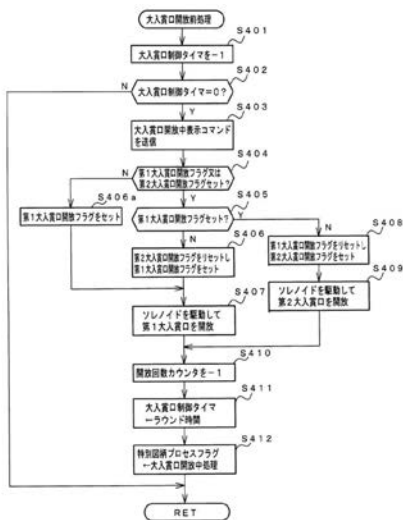 大入賞口開放前処理
S401
大入賞口制御タイマを−1
S402
N
大入賞口制御タイマ=0?
Y
S403
大入賞口開放中表示コマンド
を送信
S404
N
第1大入賞口開放フラグ又は
第2大入賞口開放フラグセット?
S406a
Y
S405
第1大入賞口開放フラグをセット
第1大入賞口開放フラグセット?
Y
N
S408
N
S406
第1大入賞口開放フラグをリセットし
第2大入賞口開放フラグをセット
第2大入賞口開放フラグをリセットし
第1大入賞口開放フラグをセット
S409
S407
ソレノイドを駆動して
第2大入賞口を開放
ソレノイドを駆動して
第1大入賞口を開放
S410
開放回数カウンタを−1
S411
大入賞口制御タイマ
←ラウンド時間
S412
特別図柄プロセスフラグ
←大入賞口開放中処理
RET